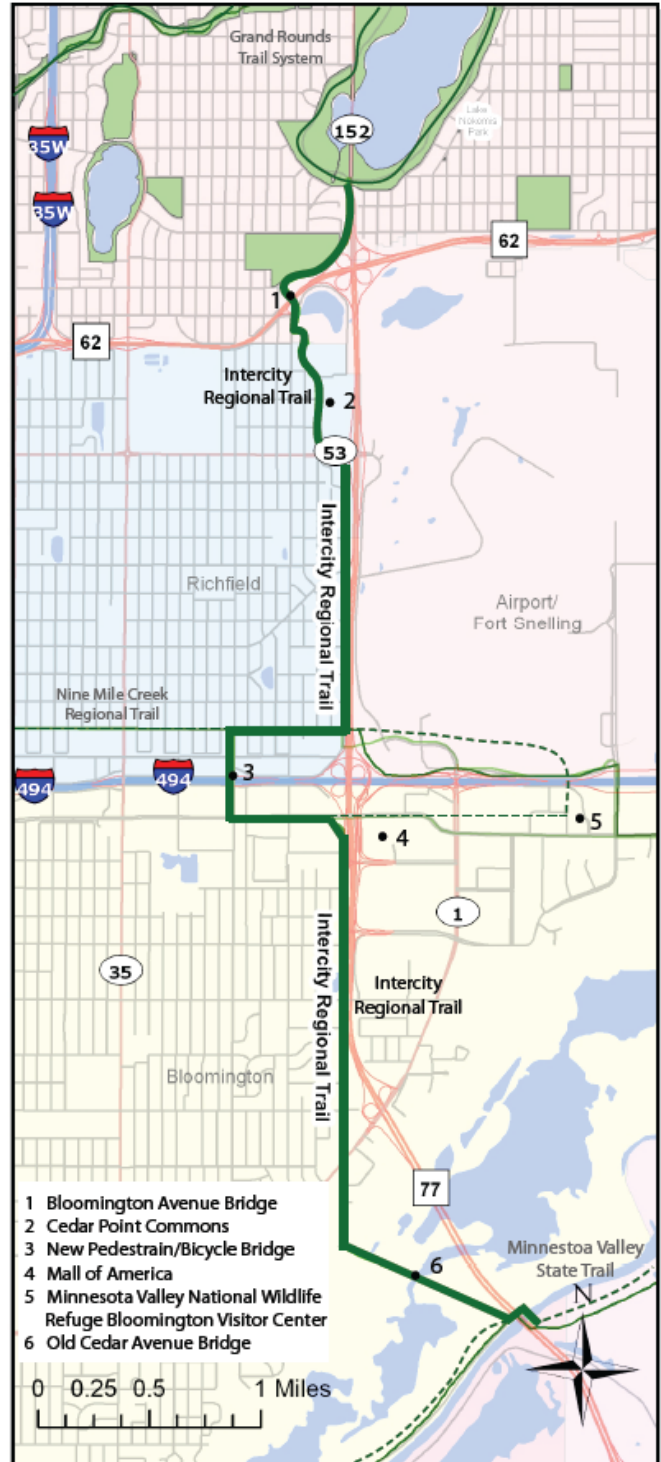 Grand Rounds
Trail System
152
Lake
Nokomis
Park
35W
35W
62
1
62
Intercity
Regional Trail
2
53
Intercity Regional Trail
Richfield
Airport/
Fort Snelling
Nine Mile Creek
Regional Trail
494
494
3
5
4
1
35
Intercity Regional Trail
Intercity
Regional Trail
Bloomington
77
1 Bloomington Avenue Bridge
2 Cedar Point Commons
3 New Pedestrain/Bicycle Bridge
4 Mall of America
5 Minnesota Valley National Wildlife
Refuge Bloomington Visitor Center
6 Old Cedar Avenue Bridge
6
Minnestoa Valley
State Trail
N
0 0.25 0.5 1 Miles